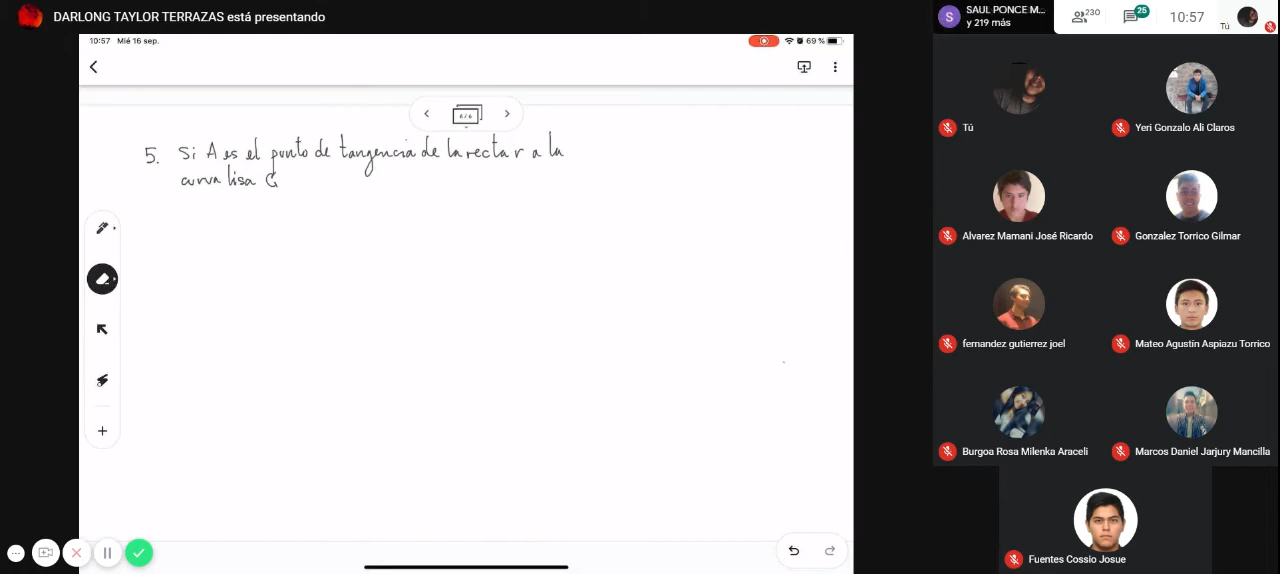 DARLONG TAYLOR TERRAZAS está presentando
SAUL PONCE M...
y 219 más
S
230
25
10:57
Tú
10:57 Mié 16 sep.
69 %
6/6
5. Si A es el punto de tangencia de la recta r a la
curva lisa C
Tú
Yeri Gonzalo Ali Claros
Alvarez Mamani José Ricardo
Gonzalez Torrico Gilmar
fernandez gutierrez joel
Mateo Agustín Aspiazu Torrico
Burgoa Rosa Milenka Araceli
Marcos Daniel Jarjury Mancilla
Fuentes Cossio Josue